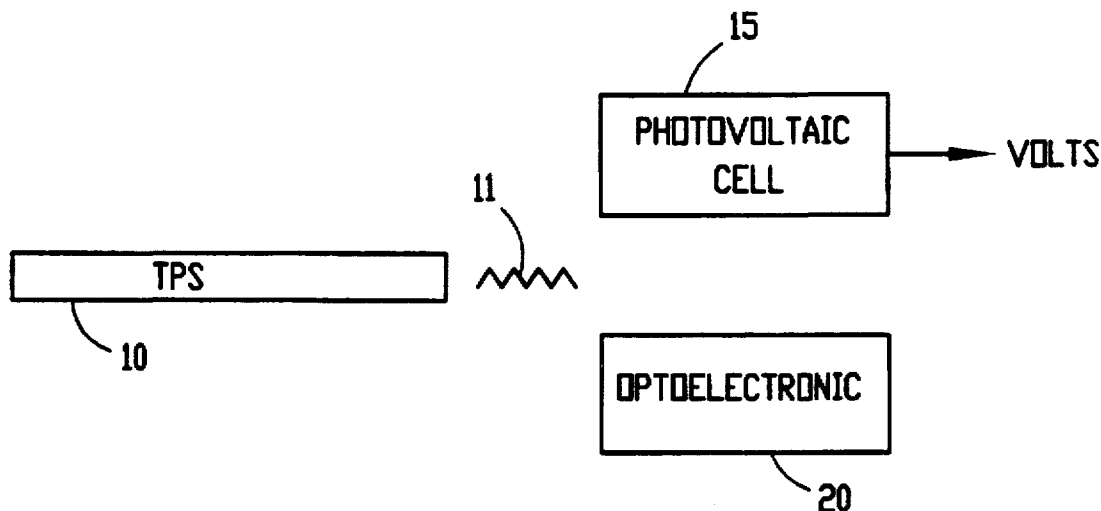 15
PHOTOVOLTAIC
CELL
VOLTS
11
TPS
10
OPTOELECTRONIC
20